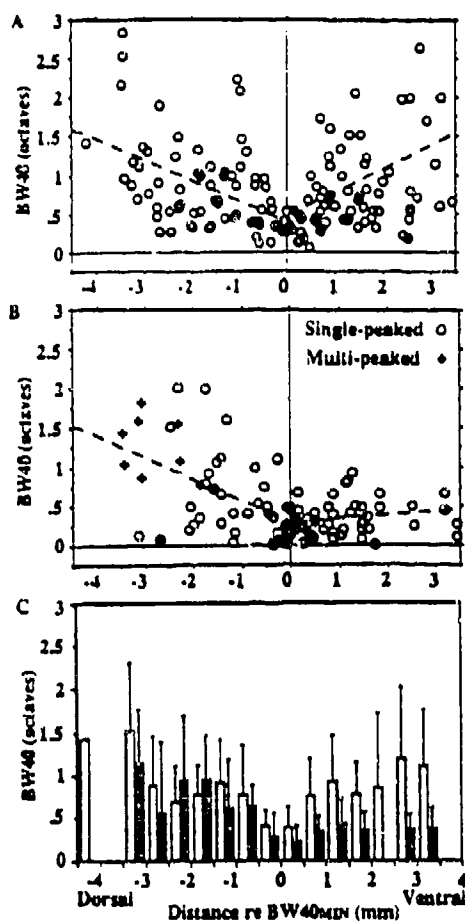 A
3
2.5
2
1.5
1
.5
0
BW40 (octaves)
-4 -3 -2 -1 0 1 2 3
B
3
2.5
2
1.5
1
.5
0
BW40 (octaves)
Single-peaked
Multi-peaked
-4 -3 -2 -1 0 1 2 3
C
3
2.5
2
1.5
1
.5
0
BW40 (octaves)
-4 -3 -2 -1 0 1 2 3 4
Dorsal Ventral
Distance re BW40MIN (mm)